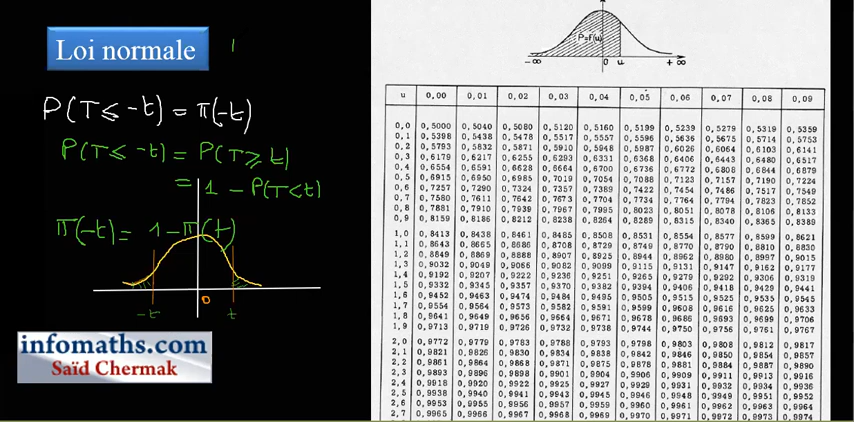 Loi normale
P(T ≤ -t) = π(-t)
P(T ≤ -t) = P(T ≥ t)
= 1 - P(T < t)
π(-t) = 1 - π(t)
-t 0 t
infomaths.com
Saïd Chermak
P=F(u)
-∞ 0 u +∞
u 0,00 0,01 0,02 0,03 0,04 0,05 0,06 0,07 0,08 0,09
0,0 0,5000 0,5040 0,5080 0,5120 0,5160 0,5199 0,5239 0,5279 0,5319 0,5359
0,1 0,5398 0,5438 0,5478 0,5517 0,5557 0,5596 0,5636 0,5675 0,5714 0,5753
0,2 0,5793 0,5832 0,5871 0,5910 0,5948 0,5987 0,6026 0,6064 0,6103 0,6141
0,3 0,6179 0,6217 0,6255 0,6293 0,6331 0,6368 0,6406 0,6443 0,6480 0,6517
0,4 0,6554 0,6591 0,6628 0,6664 0,6700 0,6736 0,6772 0,6808 0,6844 0,6879
0,5 0,6915 0,6950 0,6985 0,7019 0,7054 0,7088 0,7123 0,7157 0,7190 0,7224
0,6 0,7257 0,7290 0,7324 0,7357 0,7389 0,7422 0,7454 0,7486 0,7517 0,7549
0,7 0,7580 0,7611 0,7642 0,7673 0,7704 0,7734 0,7764 0,7794 0,7823 0,7852
0,8 0,7881 0,7910 0,7939 0,7967 0,7995 0,8023 0,8051 0,8078 0,8106 0,8133
0,9 0,8159 0,8186 0,8212 0,8238 0,8264 0,8289 0,8315 0,8340 0,8365 0,8389
1,0 0,8413 0,8438 0,8461 0,8485 0,8508 0,8531 0,8554 0,8577 0,8599 0,8621
1,1 0,8643 0,8665 0,8686 0,8708 0,8729 0,8749 0,8770 0,8790 0,8810 0,8830
1,2 0,8849 0,8869 0,8888 0,8907 0,8925 0,8944 0,8962 0,8980 0,8997 0,9015
1,3 0,9032 0,9049 0,9066 0,9082 0,9099 0,9115 0,9131 0,9147 0,9162 0,9177
1,4 0,9192 0,9207 0,9222 0,9236 0,9251 0,9265 0,9279 0,9292 0,9306 0,9319
1,5 0,9332 0,9345 0,9357 0,9370 0,9382 0,9394 0,9406 0,9418 0,9429 0,9441
1,6 0,9452 0,9463 0,9474 0,9484 0,9495 0,9505 0,9515 0,9525 0,9535 0,9545
1,7 0,9554 0,9564 0,9573 0,9582 0,9591 0,9599 0,9608 0,9616 0,9625 0,9633
1,8 0,9641 0,9649 0,9656 0,9664 0,9671 0,9678 0,9686 0,9693 0,9699 0,9706
1,9 0,9713 0,9719 0,9726 0,9732 0,9738 0,9744 0,9750 0,9756 0,9761 0,9767
2,0 0,9772 0,9779 0,9783 0,9788 0,9793 0,9798 0,9803 0,9808 0,9812 0,9817
2,1 0,9821 0,9826 0,9830 0,9834 0,9838 0,9842 0,9846 0,9850 0,9854 0,9857
2,2 0,9861 0,9864 0,9868 0,9871 0,9875 0,9878 0,9881 0,9884 0,9887 0,9890
2,3 0,9893 0,9896 0,9898 0,9901 0,9904 0,9906 0,9909 0,9911 0,9913 0,9916
2,4 0,9918 0,9920 0,9922 0,9925 0,9927 0,9929 0,9931 0,9932 0,9934 0,9936
2,5 0,9938 0,9940 0,9941 0,9943 0,9945 0,9946 0,9948 0,9949 0,9951 0,9952
2,6 0,9953 0,9955 0,9956 0,9957 0,9959 0,9960 0,9961 0,9962 0,9963 0,9964
2,7 0,9965 0,9966 0,9967 0,9968 0,9969 0,9970 0,9971 0,9972 0,9973 0,9974